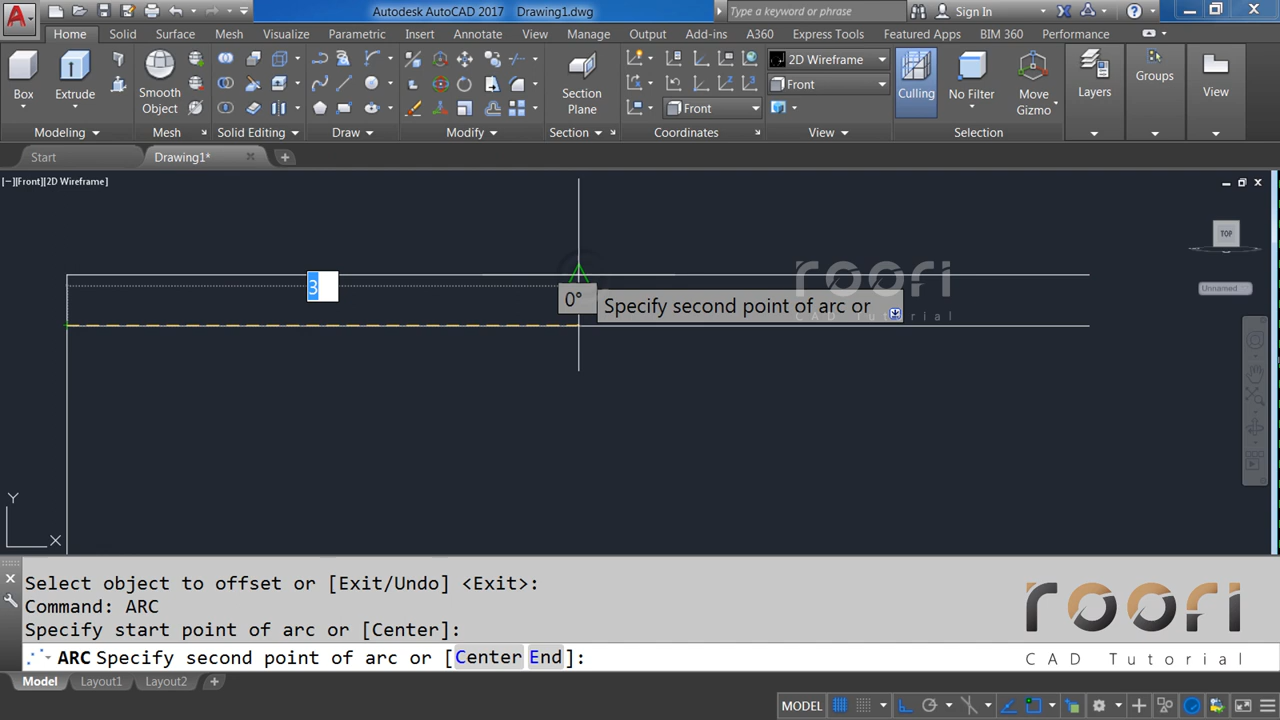 Autodesk AutoCAD 2017 Drawing1.dwg
Type a keyword or phrase
Sign In
Home Solid Surface Mesh Visualize Parametric Insert Annotate View Manage Output Add-ins A360 Express Tools Featured Apps BIM 360 Performance
Box
Extrude
Smooth
Object
Section
Plane
Front
2D Wireframe
Front
Culling
No Filter
Move
Gizmo
Layers
Groups
View
Modeling Mesh Solid Editing Draw Modify Section Coordinates View Selection
Start Drawing1*
[−][Front][2D Wireframe]
TOP
Unnamed
roori
CAD Tutorial
3
0°
Specify second point of arc or
Y
X
Select object to offset or [Exit/Undo] <Exit>:
Command: ARC
Specify start point of arc or [Center]:
ARC Specify second point of arc or [Center End]:
roori
CAD Tutorial
Model Layout1 Layout2
MODEL